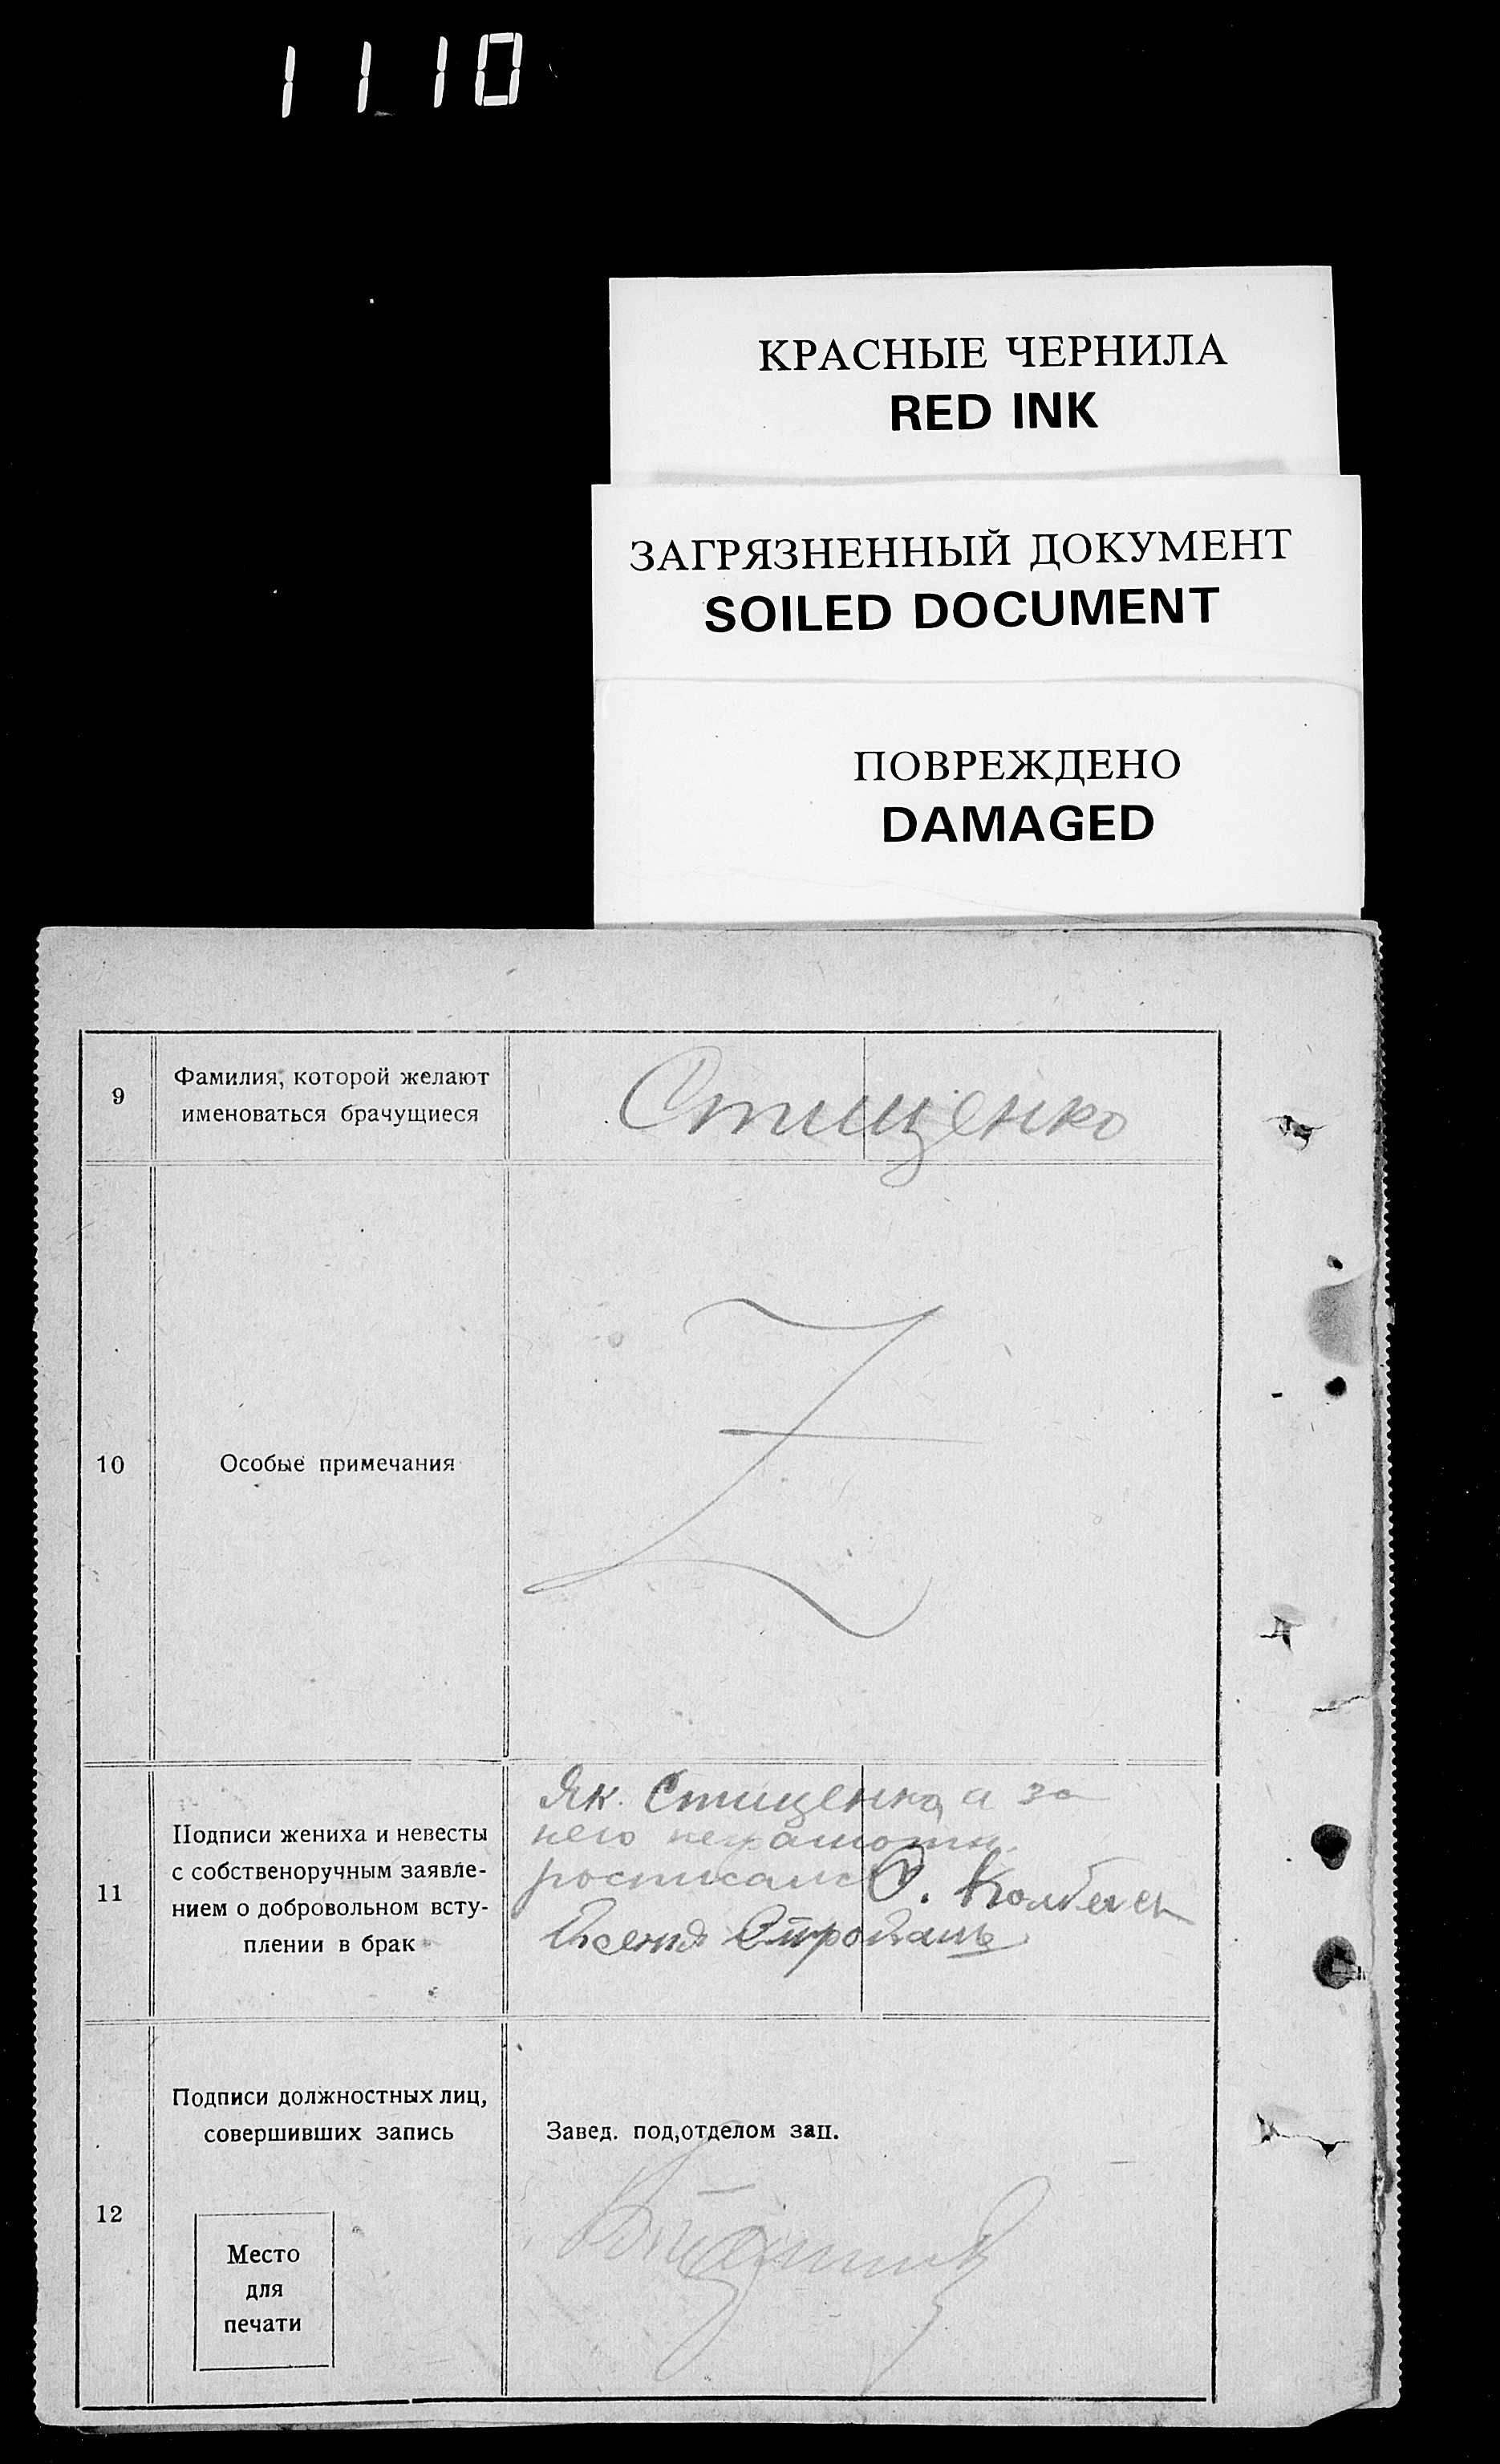 1110
КРАСНЫЕ ЧЕРНИЛА
RED INK
ЗАГРЯЗНЕННЫЙ ДОКУМЕНТ
SOILED DOCUMENT
ПОВРЕЖДЕНО
DAMAGED
9
Фамилия, которой желают
именоваться брачущиеся
Стищенко
10
Особые примечания
Z
11
Подписи жениха и невесты
с собственоручным заявле-
нием о добровольном всту-
плении в брак
Як. Стищенко, а за
него неграмотн.
росписался
12
Подписи должностных лиц,
совершивших запись
Завед. под,отделом зап.
Место
для
печати